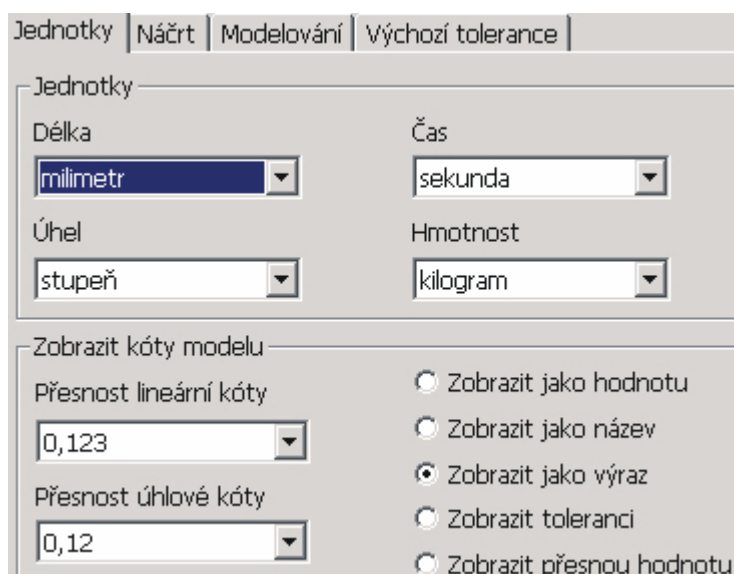 Jednotky Náčrt Modelování Výchozí tolerance
Jednotky
Délka
milimetr
Čas
sekunda
Úhel
stupeň
Hmotnost
kilogram
Zobrazit kóty modelu
Přesnost lineární kóty
0,123
Přesnost úhlové kóty
0,12
Zobrazit jako hodnotu
Zobrazit jako název
Zobrazit jako výraz
Zobrazit toleranci
Zobrazit přesnou hodnotu